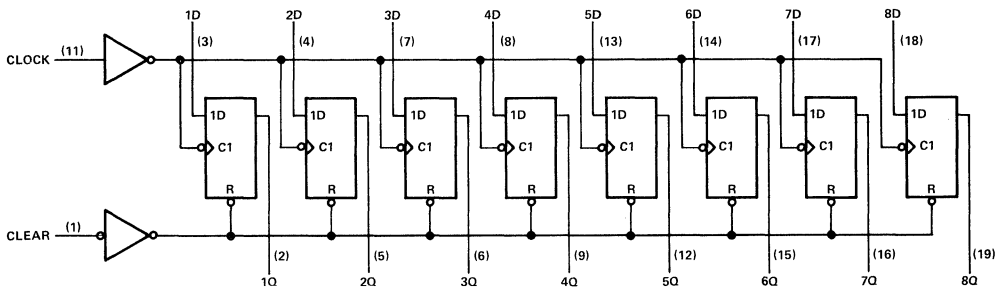 1D 2D 3D 4D 5D 6D 7D 8D
(3) (4) (7) (8) (13) (14) (17) (18)
CLOCK (11)
1D 1D 1D 1D 1D 1D 1D 1D
C1 C1 C1 C1 C1 C1 C1 C1
R R R R R R R R
CLEAR (1)
(2) (5) (6) (9) (12) (15) (16) (19)
1Q 2Q 3Q 4Q 5Q 6Q 7Q 8Q